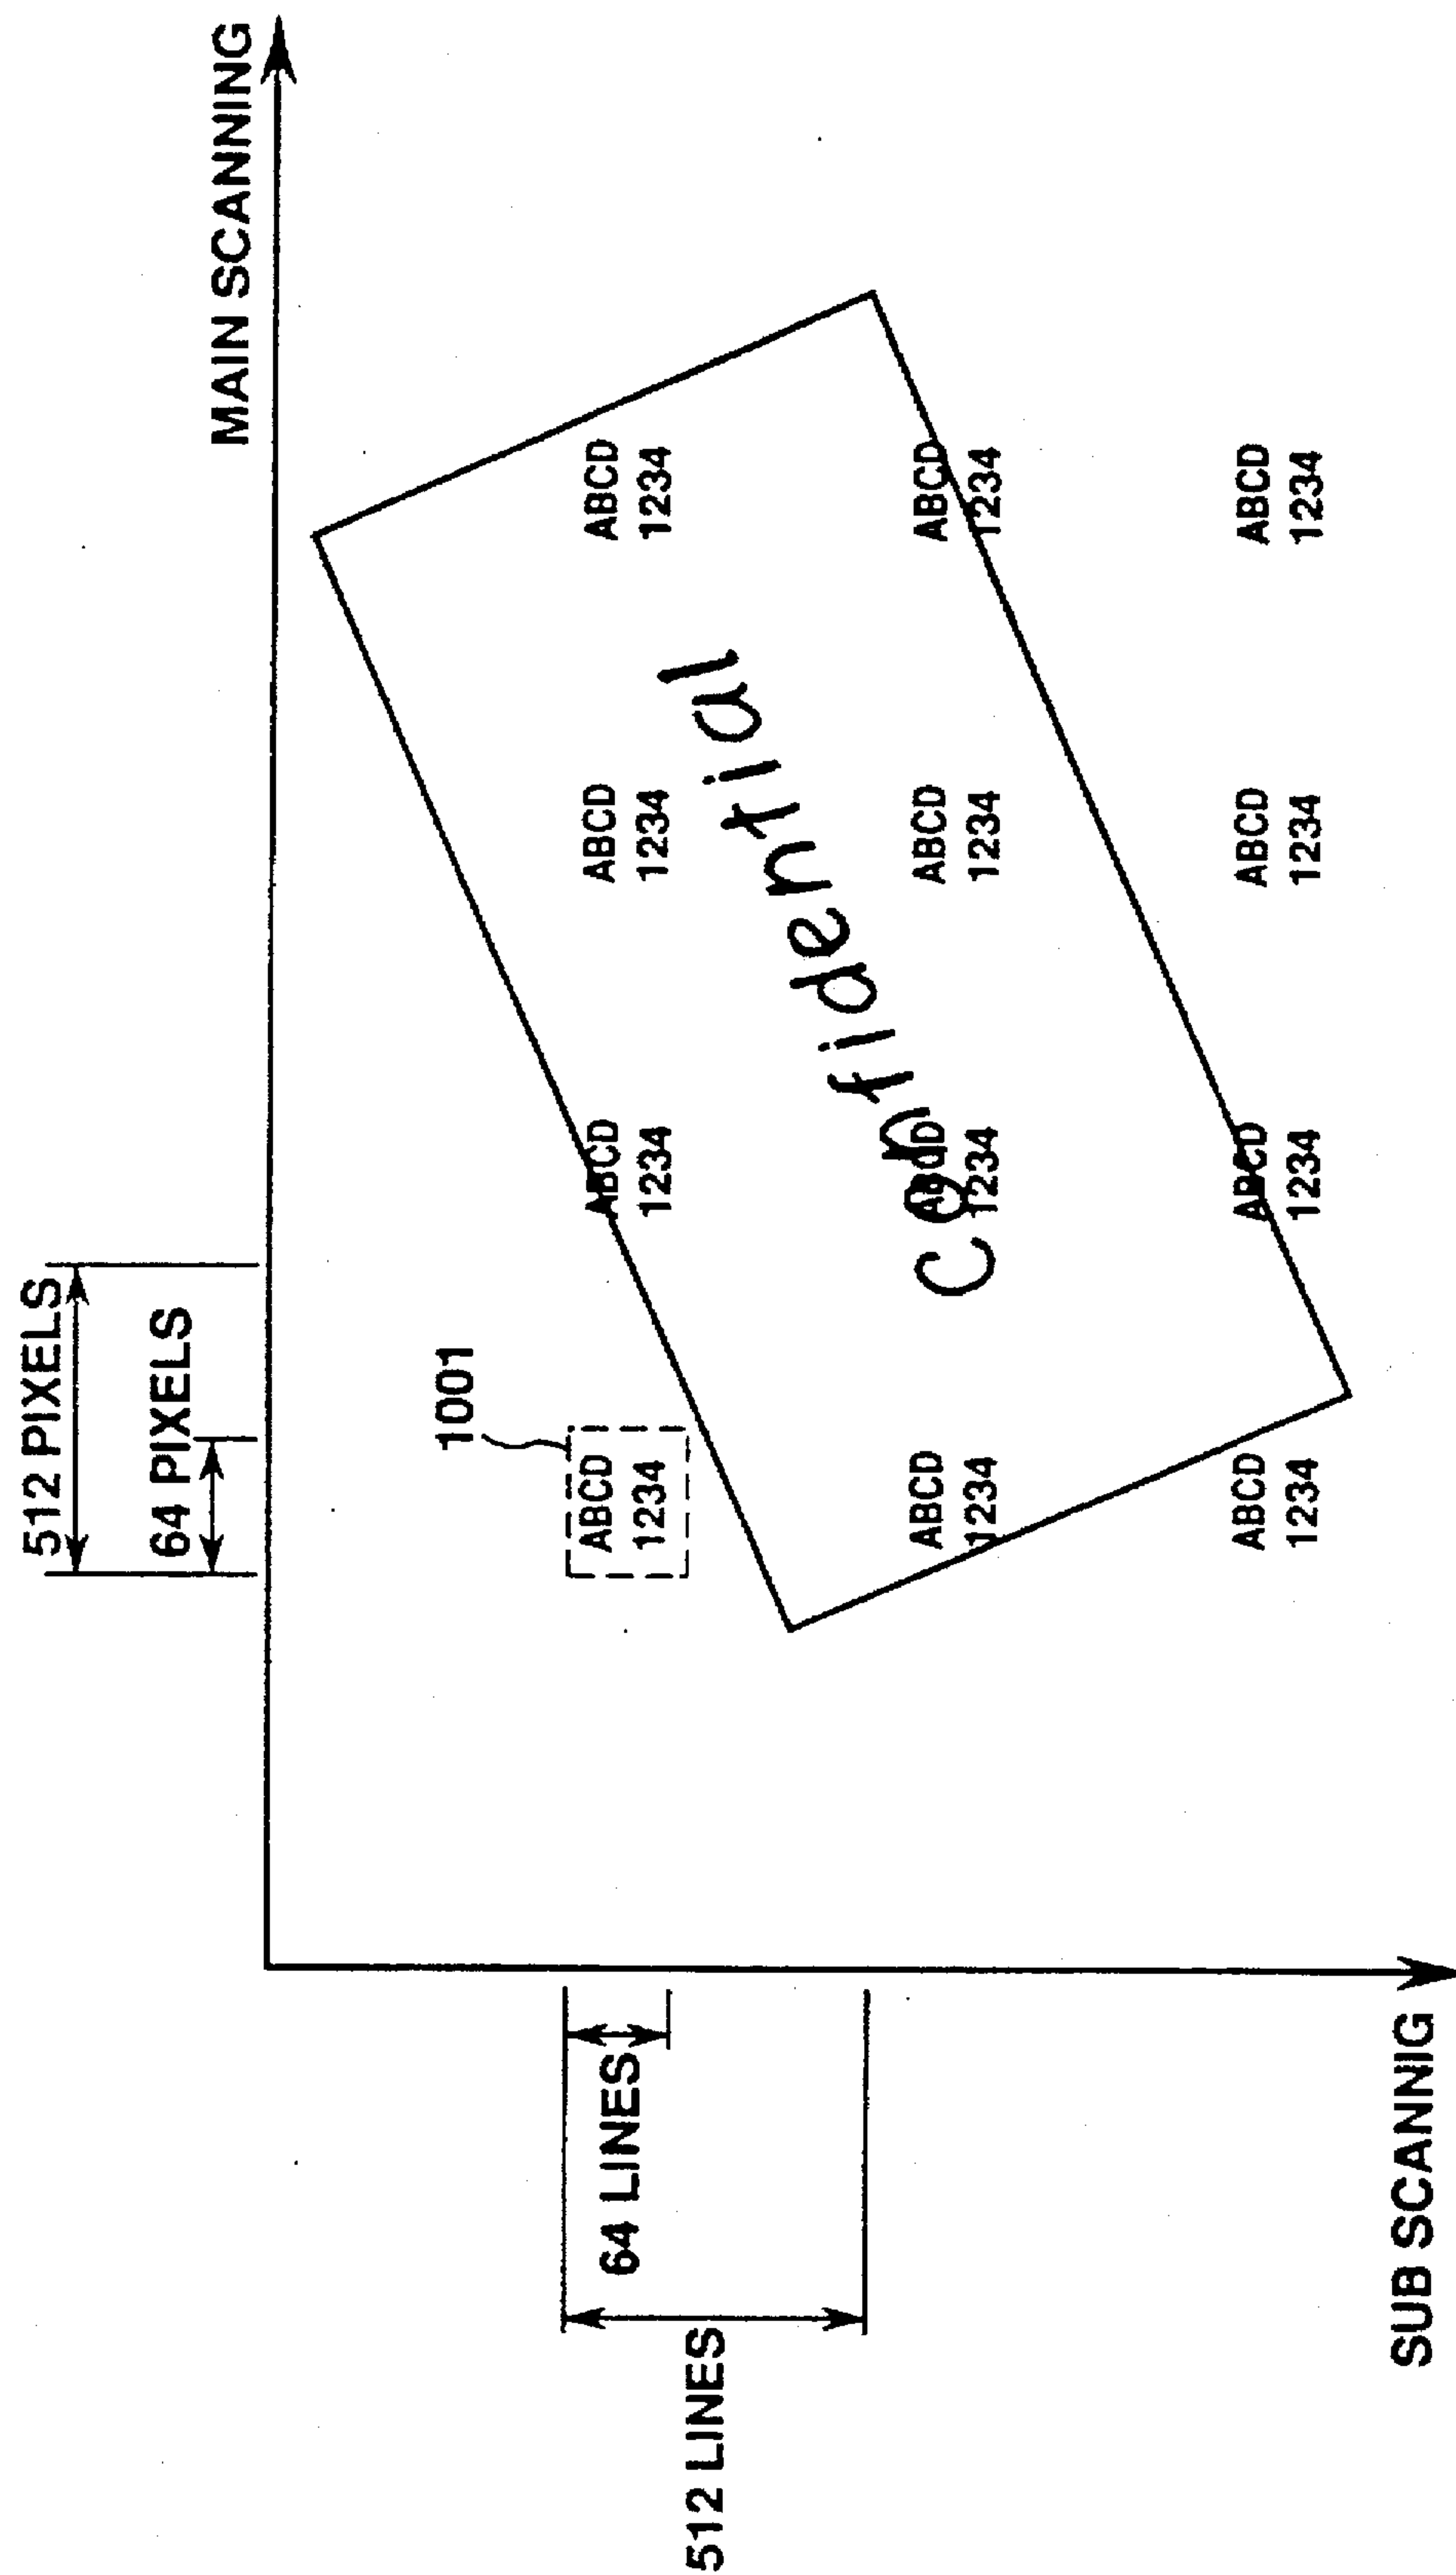 512 PIXELS
64 PIXELS
MAIN SCANNING
1001
64 LINES
512 LINES
ABCD
1234
ABCD
1234
ABCD
1234
ABCD
1234
Confidential
ABCD
1234
ABCD
1234
ABCD
1234
ABCD
1234
ABCD
1234
ABCD
1234
ABCD
1234
ABCD
1234
SUB SCANNIG